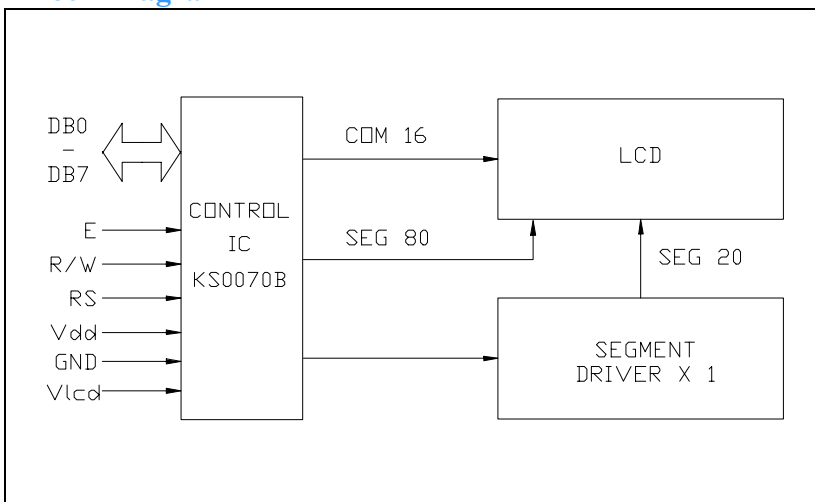 DB0
-
DB7
E
R/W
RS
Vdd
GND
Vlcd
CONTROL
IC
KS0070B
COM 16
SEG 80
LCD
SEG 20
SEGMENT
DRIVER X 1